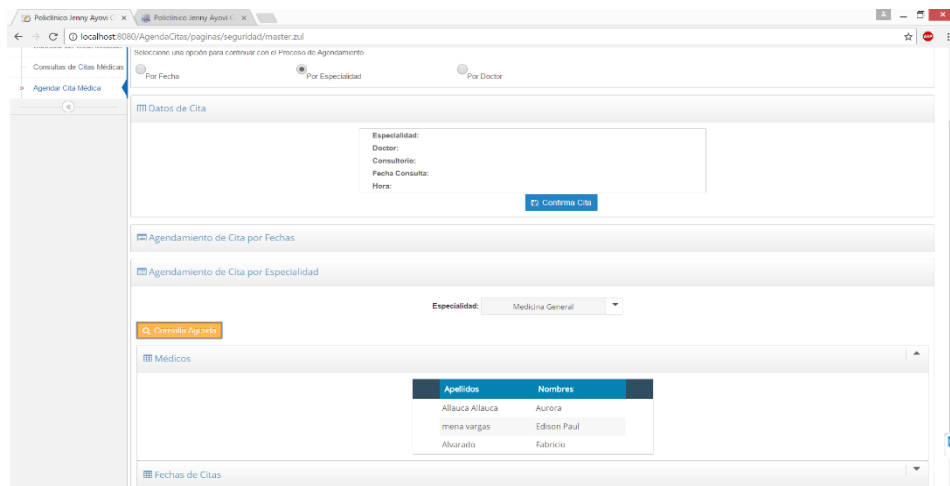 Policlínico Jenny Ayovi C
Policlínico Jenny Ayovi C
localhost:8080/AgendaCitas/paginas/seguridad/master.zul
Consultas de Citas Médicas
Agendar Cita Médica
Seleccione una opción para continuar con el Proceso de Agendamiento
Por Fecha
Por Especialidad
Por Doctor
Datos de Cita
Especialidad:
Doctor:
Consultorio:
Fecha Consulta:
Hora:
Confirma Cita
Agendamiento de Cita por Fechas
Agendamiento de Cita por Especialidad
Especialidad: Medicina General
Consulta Agenda
Médicos
Apellidos Nombres
Allauca Allauca Aurora
mena vargas Edison Paul
Alvarado Fabricio
Fechas de Citas